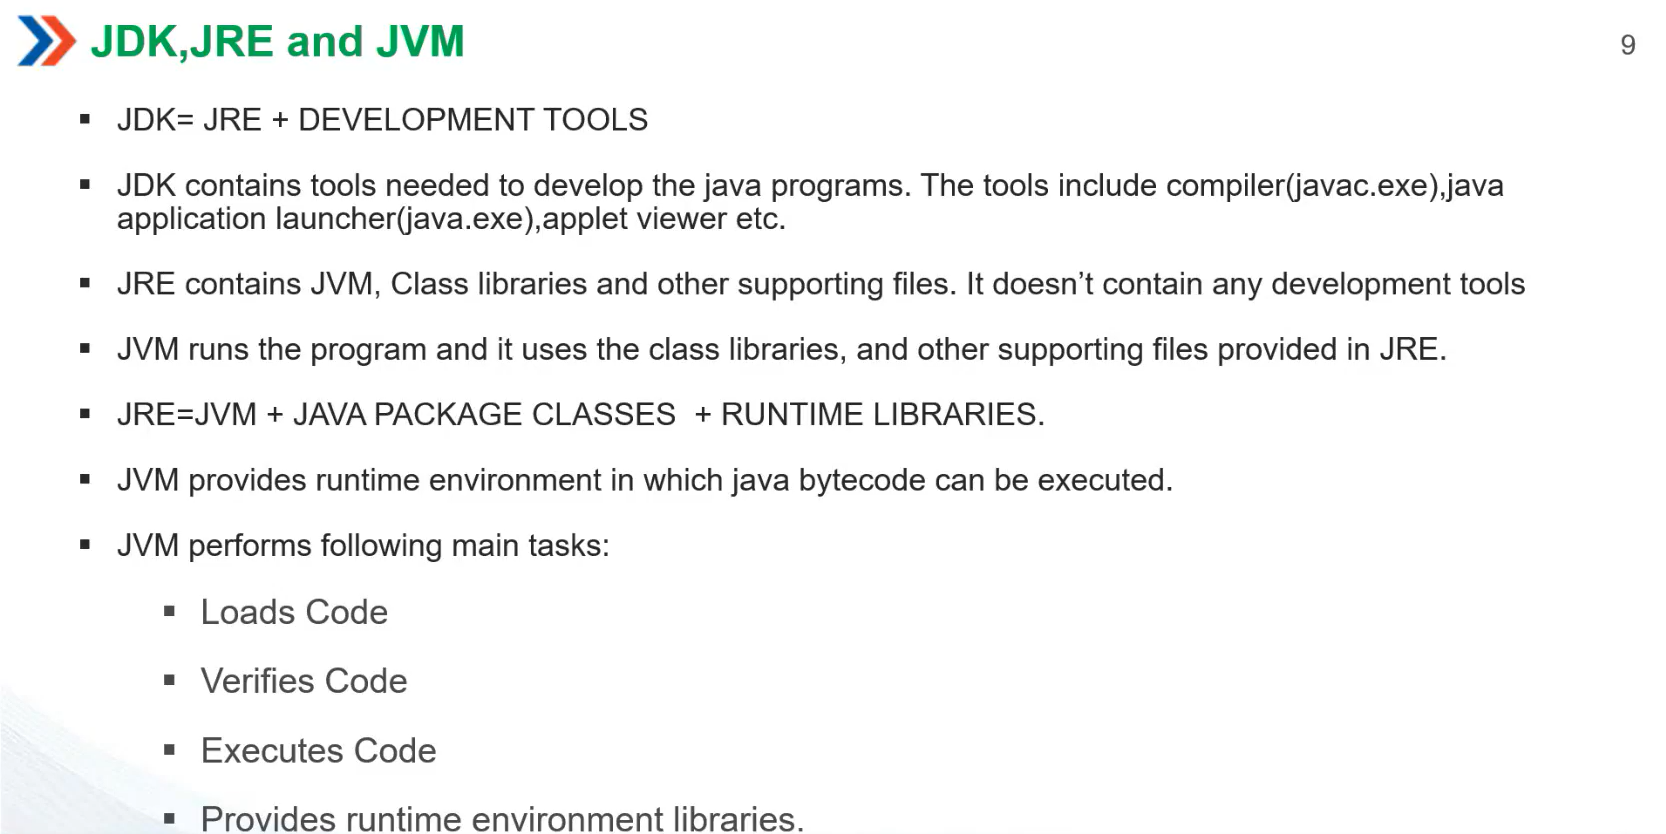 JDK,JRE and JVM
9
▪ JDK= JRE + DEVELOPMENT TOOLS
▪ JDK contains tools needed to develop the java programs. The tools include compiler(javac.exe),java
application launcher(java.exe),applet viewer etc.
▪ JRE contains JVM, Class libraries and other supporting files. It doesn’t contain any development tools
▪ JVM runs the program and it uses the class libraries, and other supporting files provided in JRE.
▪ JRE=JVM + JAVA PACKAGE CLASSES  + RUNTIME LIBRARIES.
▪ JVM provides runtime environment in which java bytecode can be executed.
▪ JVM performs following main tasks:
▪ Loads Code
▪ Verifies Code
▪ Executes Code
▪ Provides runtime environment libraries.